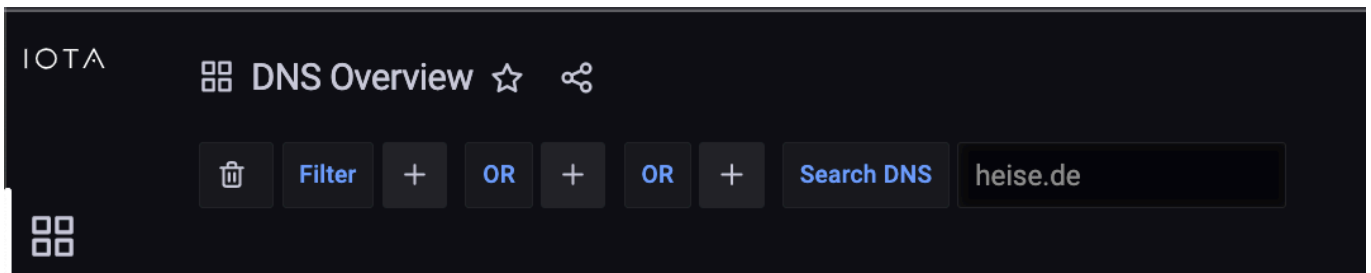 IOTA
DNS Overview
Filter + OR + OR + Search DNS heise.de